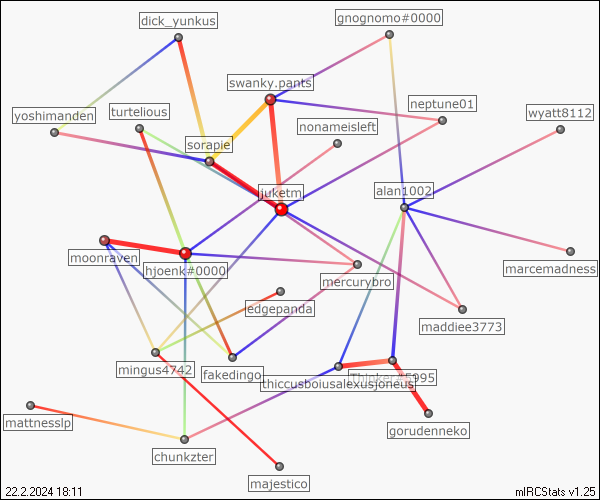 dick_yunkus
gnognomo#0000
swanky.pants
yoshimanden
turtelious
neptune01
wyatt8112
nonameisleft
sorapie
juketm
alan1002
moonraven
hjoenk#0000
marcemadness
mercurybro
edgepanda
maddiee3773
mingus4742
fakedingo
thiccusboiusalexusjoneus
mattnesslp
gorudenneko
chunkzter
majestico
22.2.2024 18:11
mIRCStats v1.25